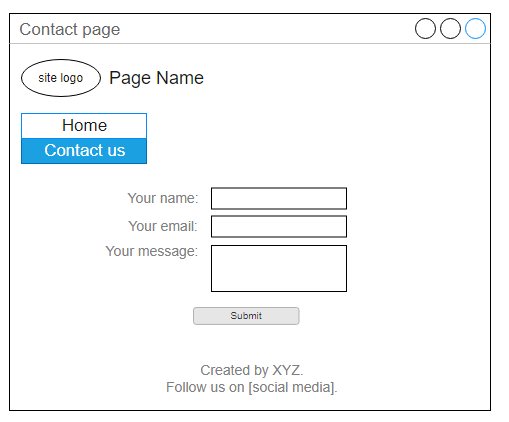 Contact page
site logo
Page Name
Home
Contact us
Your name:
Your email:
Your message:
Submit
Created by XYZ.
Follow us on [social media].